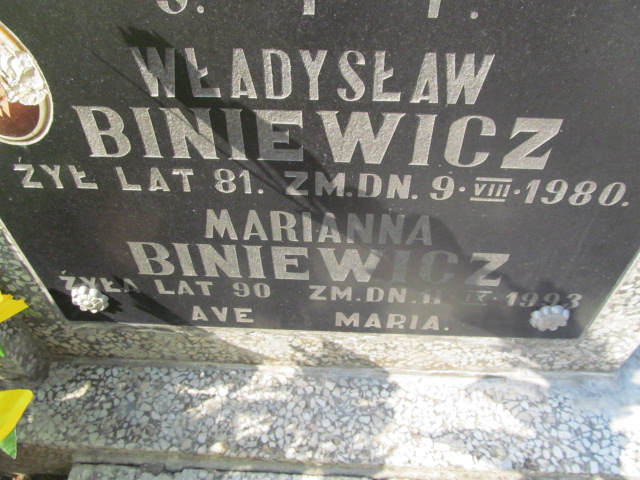 Ś. † P.
WŁADYSŁAW
BINIEWICZ
ŻYŁ LAT 81. ZM.DN. 9·VIII·1980.
MARIANNA
BINIEWICZ
ŻYŁA LAT 90 ZM.DN. 11 IX·1993
AVE MARIA.